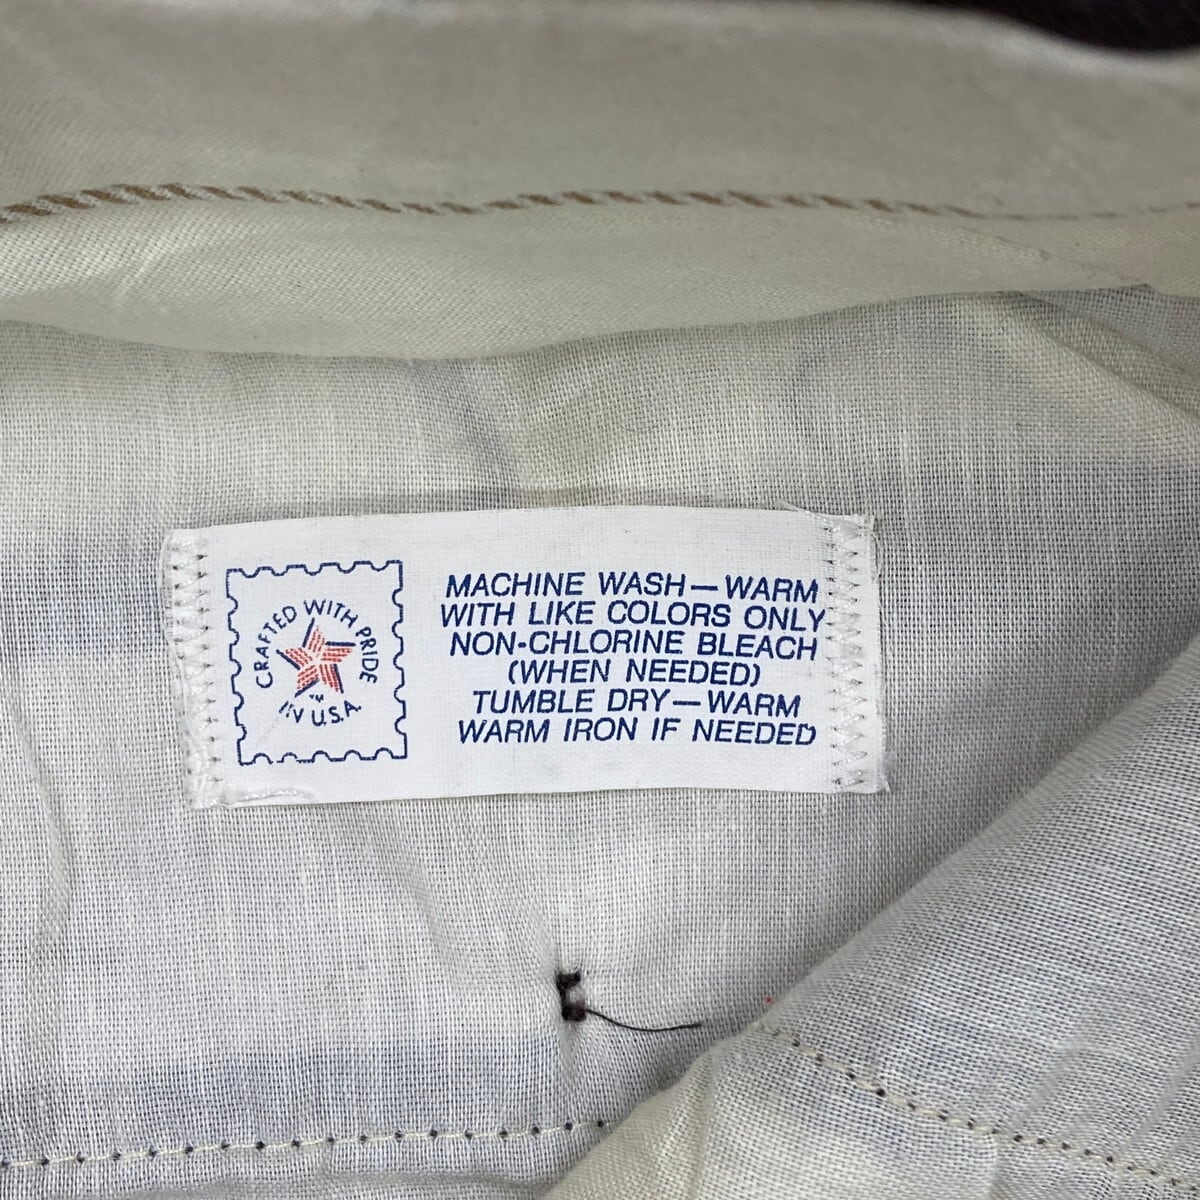 CRAFTED WITH PRIDE
IN U.S.A.
TM
MACHINE WASH—WARM
WITH LIKE COLORS ONLY
NON-CHLORINE BLEACH
(WHEN NEEDED)
TUMBLE DRY—WARM
WARM IRON IF NEEDED